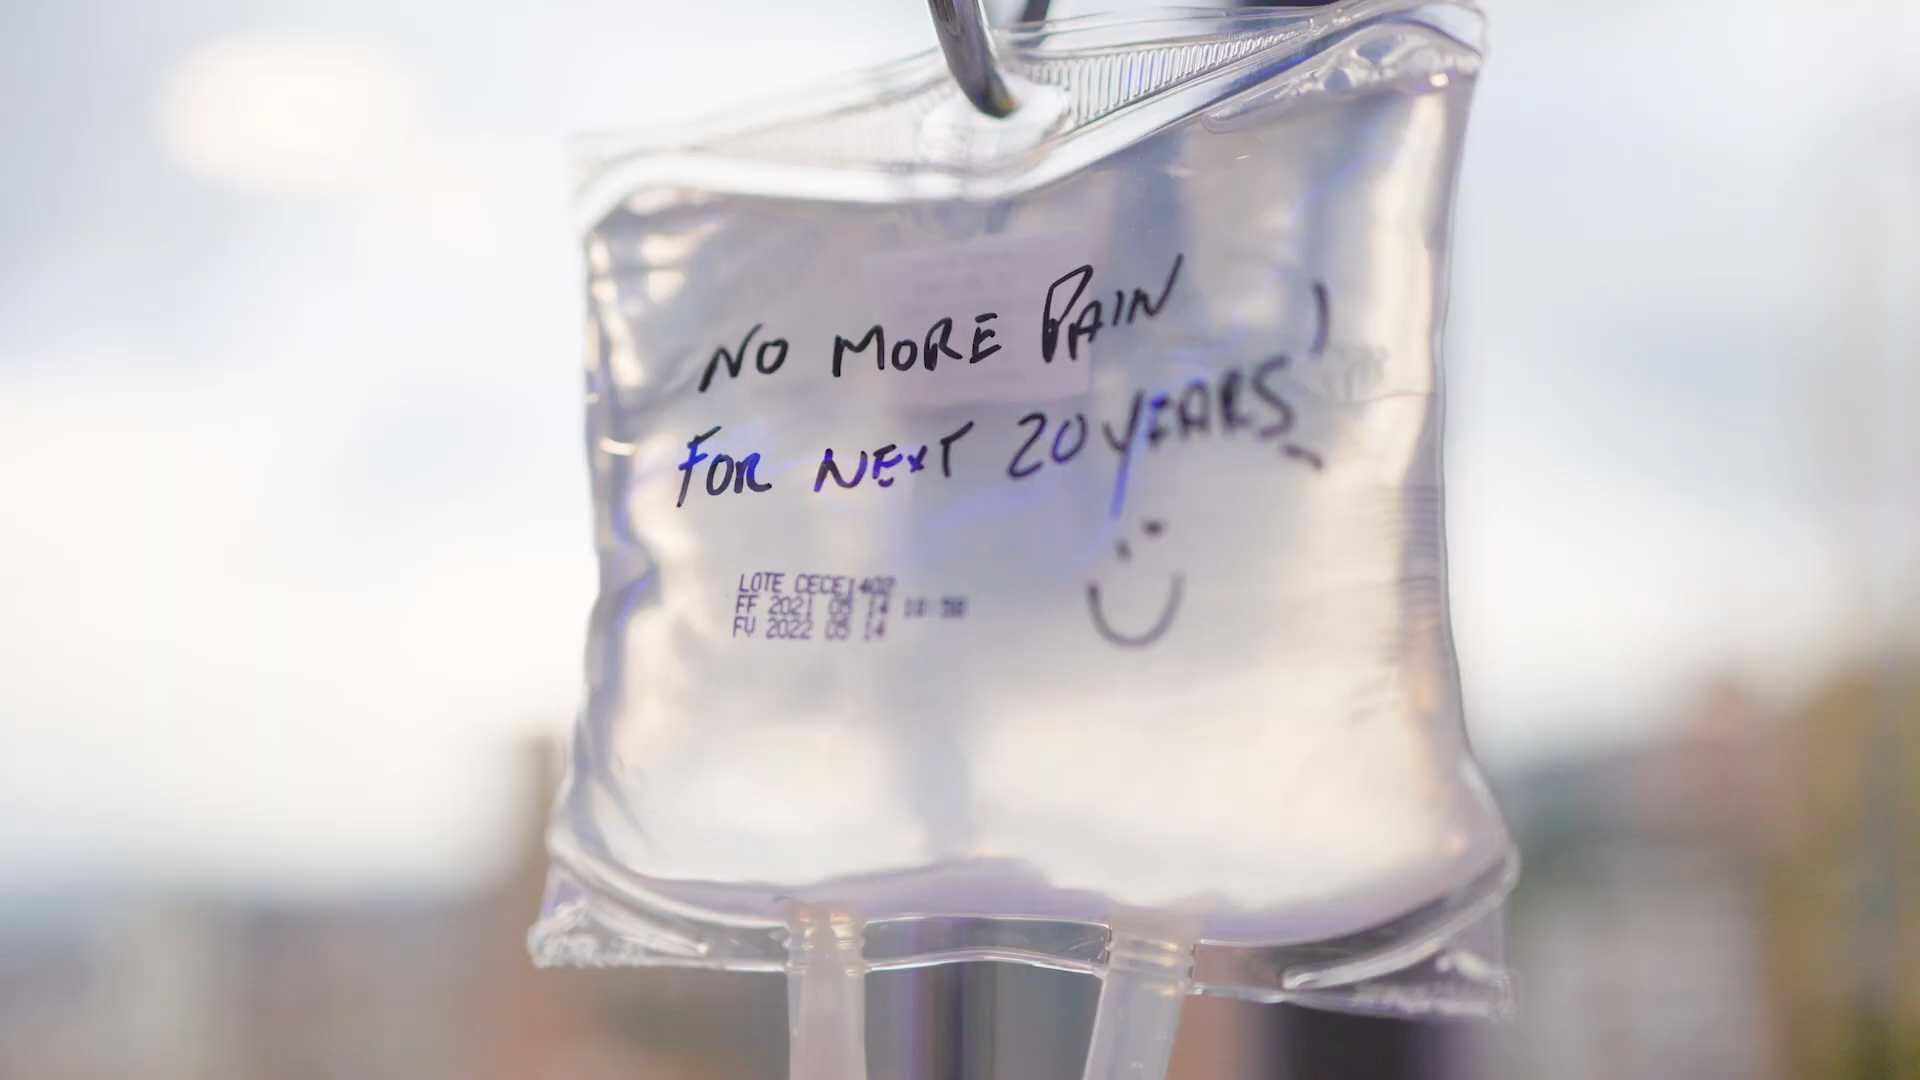 NO MORE PAIN
FOR NEXT 20 YEARS!
LOTE CECE1402
FF 2021 05 14
FV 2022 05 14